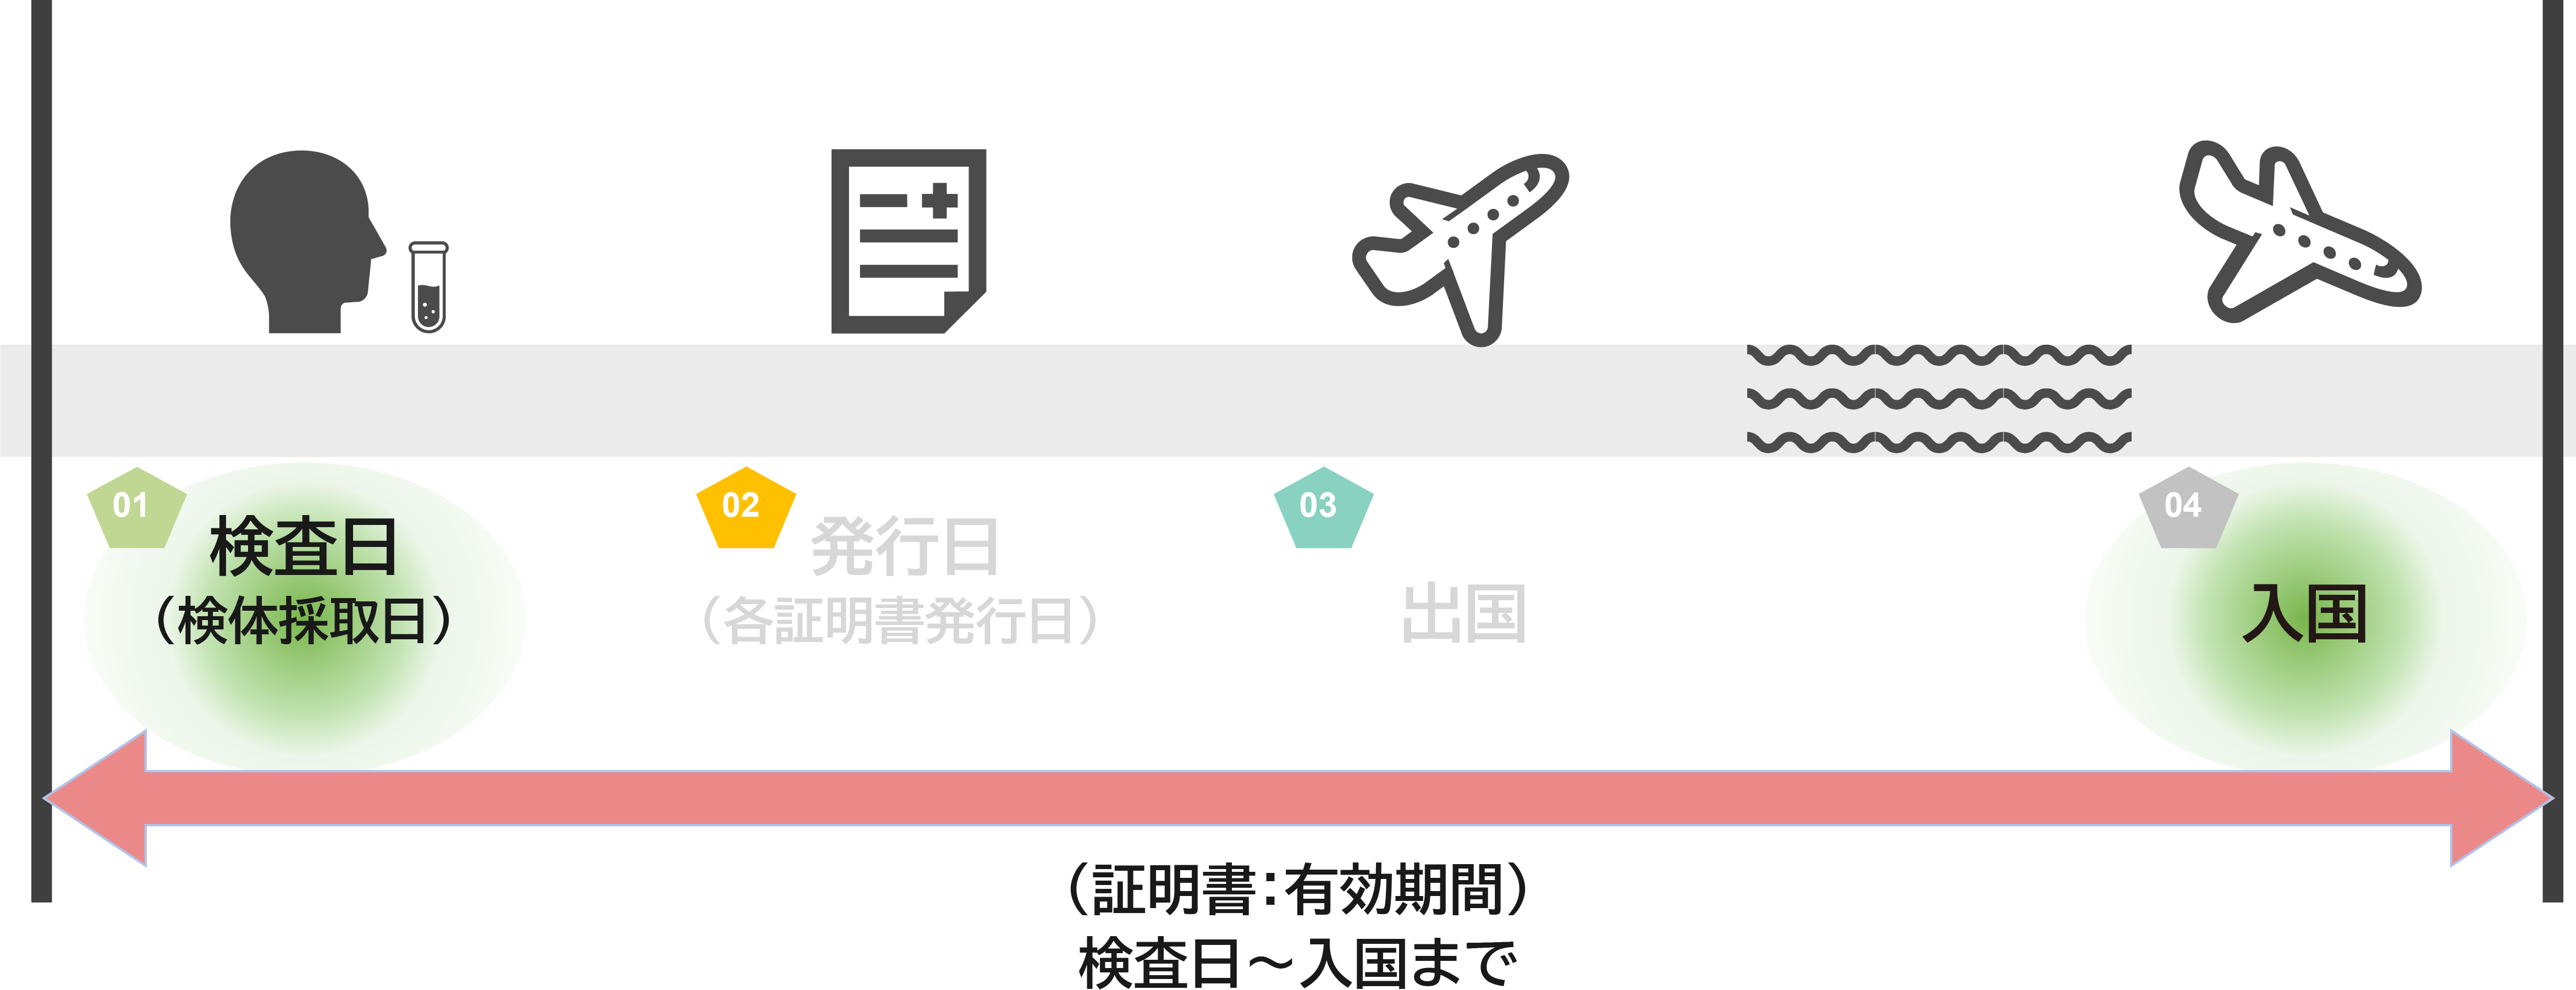 01
検査日
（検体採取日）
02
発行日
（各証明書発行日）
03
出国
04
入国
（証明書：有効期間）
検査日～入国まで